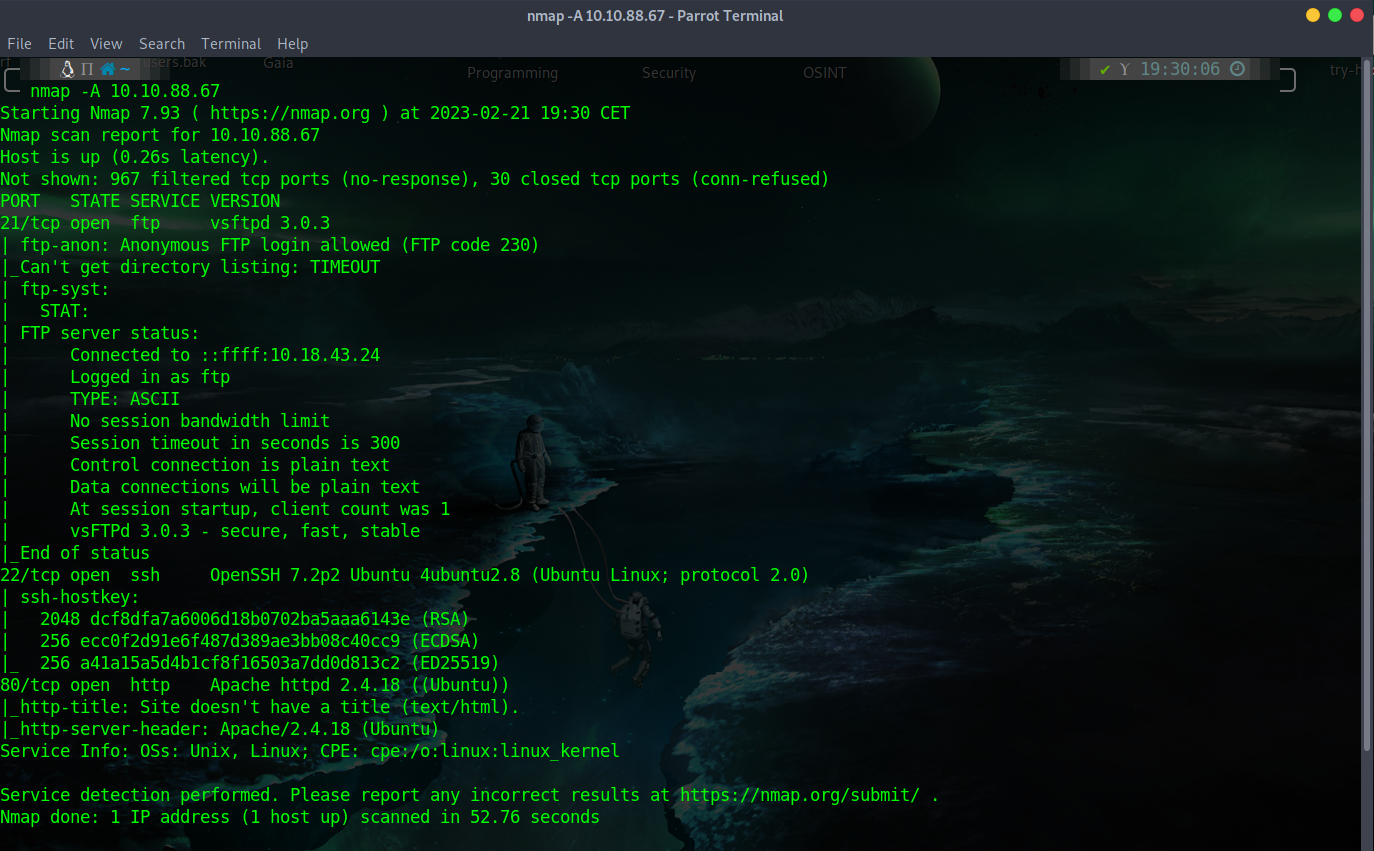 nmap -A 10.10.88.67 - Parrot Terminal
File Edit View Search Terminal Help
users.bak Gaia Programming Security OSINT
~ 19:30:06
nmap -A 10.10.88.67
Starting Nmap 7.93 ( https://nmap.org ) at 2023-02-21 19:30 CET
Nmap scan report for 10.10.88.67
Host is up (0.26s latency).
Not shown: 967 filtered tcp ports (no-response), 30 closed tcp ports (conn-refused)
PORT   STATE SERVICE VERSION
21/tcp open  ftp     vsftpd 3.0.3
| ftp-anon: Anonymous FTP login allowed (FTP code 230)
|_Can't get directory listing: TIMEOUT
| ftp-syst:
|   STAT:
| FTP server status:
|      Connected to ::ffff:10.18.43.24
|      Logged in as ftp
|      TYPE: ASCII
|      No session bandwidth limit
|      Session timeout in seconds is 300
|      Control connection is plain text
|      Data connections will be plain text
|      At session startup, client count was 1
|      vsFTPd 3.0.3 - secure, fast, stable
|_End of status
22/tcp open  ssh     OpenSSH 7.2p2 Ubuntu 4ubuntu2.8 (Ubuntu Linux; protocol 2.0)
| ssh-hostkey:
|   2048 dcf8dfa7a6006d18b0702ba5aaa6143e (RSA)
|   256 ecc0f2d91e6f487d389ae3bb08c40cc9 (ECDSA)
|_  256 a41a15a5d4b1cf8f16503a7dd0d813c2 (ED25519)
80/tcp open  http    Apache httpd 2.4.18 ((Ubuntu))
|_http-title: Site doesn't have a title (text/html).
|_http-server-header: Apache/2.4.18 (Ubuntu)
Service Info: OSs: Unix, Linux; CPE: cpe:/o:linux:linux_kernel
Service detection performed. Please report any incorrect results at https://nmap.org/submit/ .
Nmap done: 1 IP address (1 host up) scanned in 52.76 seconds